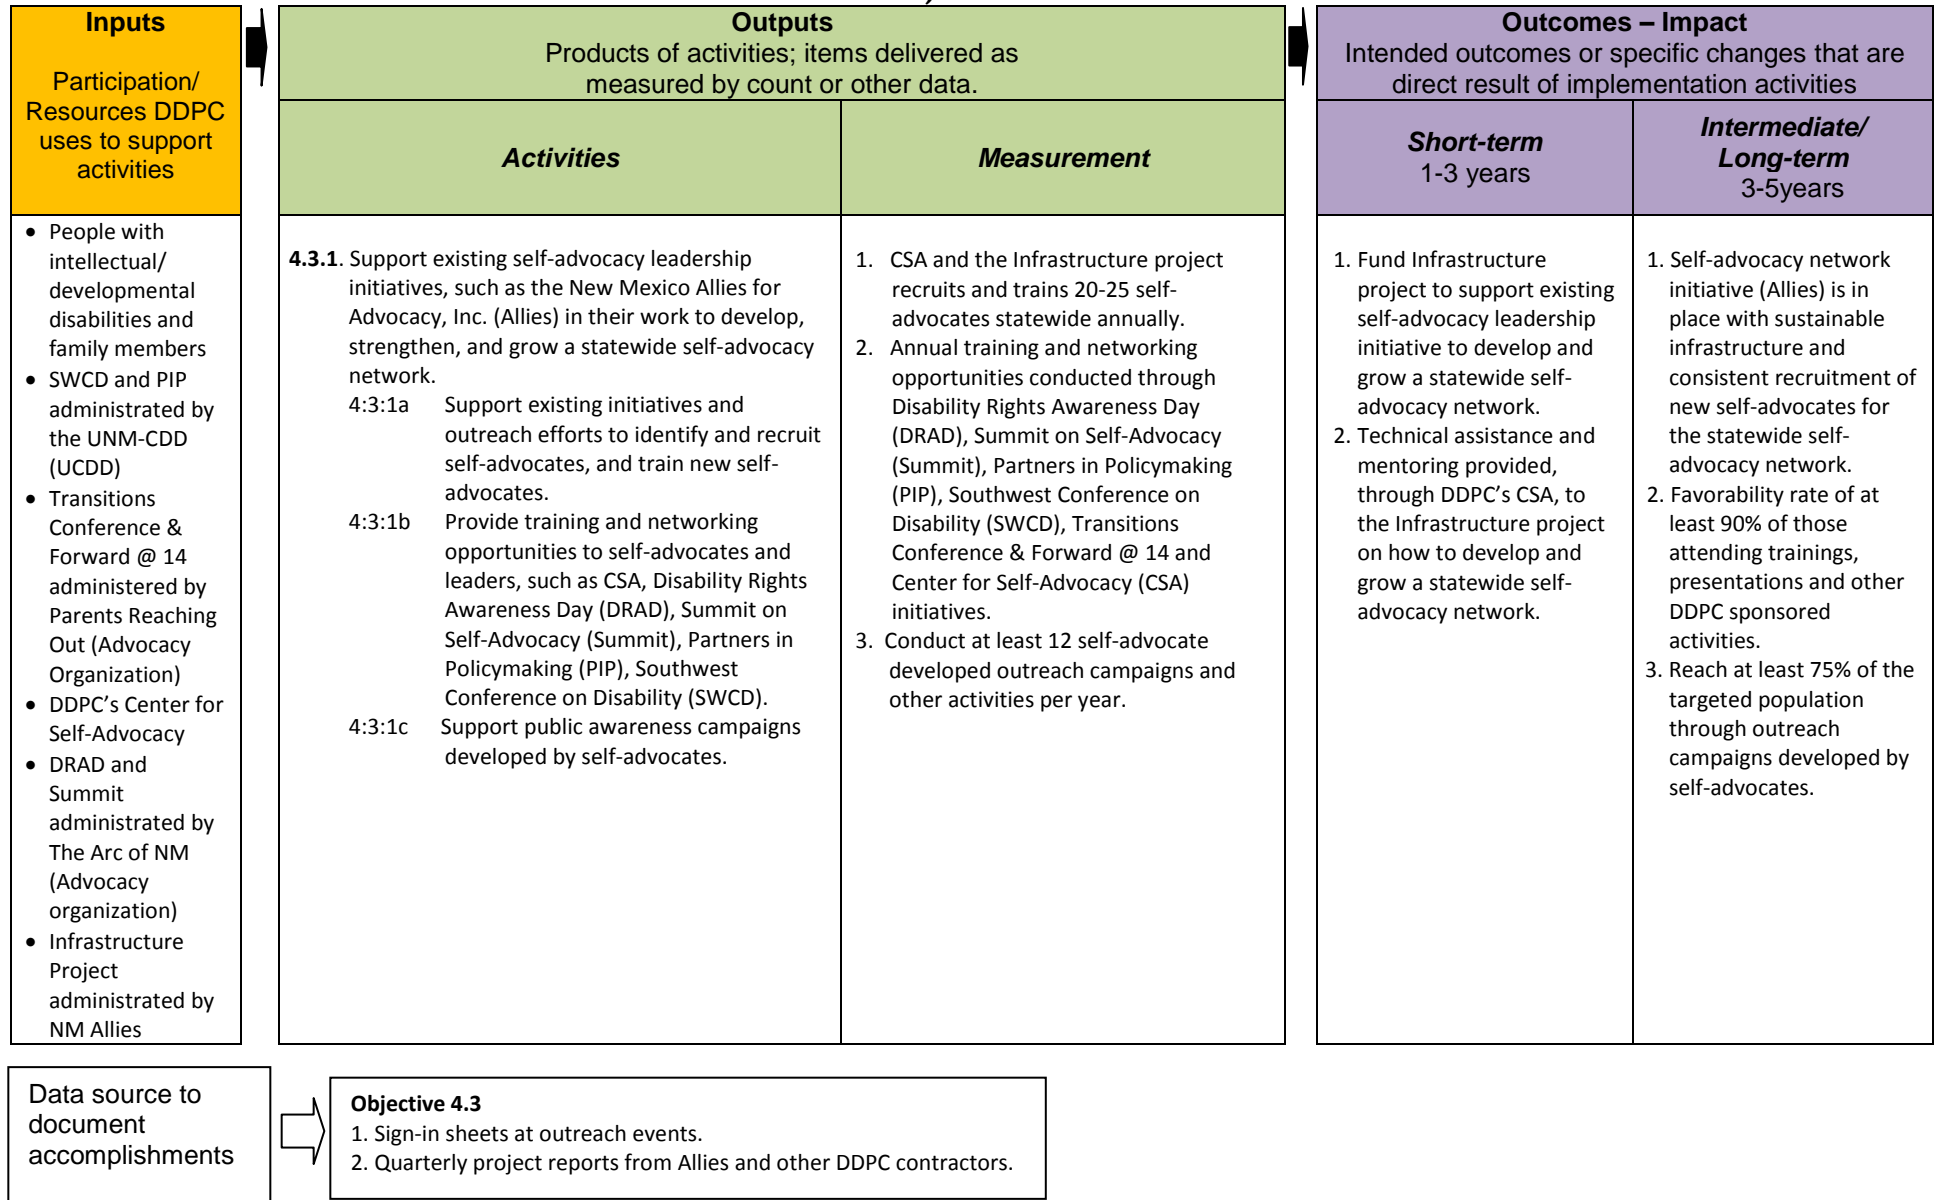 Inputs
Participation/
Resources DDPC
uses to support
activities
• People with
intellectual/
developmental
disabilities and
family members
• SWCD and PIP
administrated by
the UNM-CDD
(UCDD)
• Transitions
Conference &
Forward @ 14
administered by
Parents Reaching
Out (Advocacy
Organization)
• DDPC’s Center for
Self-Advocacy
• DRAD and
Summit
administrated by
The Arc of NM
(Advocacy
organization)
• Infrastructure
Project
administrated by
NM Allies
Outputs
Products of activities; items delivered as
measured by count or other data.
Activities
4.3.1. Support existing self-advocacy leadership
initiatives, such as the New Mexico Allies for
Advocacy, Inc. (Allies) in their work to develop,
strengthen, and grow a statewide self-advocacy
network.
4:3:1a Support existing initiatives and
outreach efforts to identify and recruit
self-advocates, and train new self-
advocates.
4:3:1b Provide training and networking
opportunities to self-advocates and
leaders, such as CSA, Disability Rights
Awareness Day (DRAD), Summit on
Self-Advocacy (Summit), Partners in
Policymaking (PIP), Southwest
Conference on Disability (SWCD).
4:3:1c Support public awareness campaigns
developed by self-advocates.
Measurement
1. CSA and the Infrastructure project
recruits and trains 20-25 self-
advocates statewide annually.
2. Annual training and networking
opportunities conducted through
Disability Rights Awareness Day
(DRAD), Summit on Self-Advocacy
(Summit), Partners in Policymaking
(PIP), Southwest Conference on
Disability (SWCD), Transitions
Conference & Forward @ 14 and
Center for Self-Advocacy (CSA)
initiatives.
3. Conduct at least 12 self-advocate
developed outreach campaigns and
other activities per year.
Outcomes – Impact
Intended outcomes or specific changes that are
direct result of implementation activities
Short-term
1-3 years
1. Fund Infrastructure
project to support existing
self-advocacy leadership
initiative to develop and
grow a statewide self-
advocacy network.
2. Technical assistance and
mentoring provided,
through DDPC’s CSA, to
the Infrastructure project
on how to develop and
grow a statewide self-
advocacy network.
Intermediate/
Long-term
3-5years
1. Self-advocacy network
initiative (Allies) is in
place with sustainable
infrastructure and
consistent recruitment of
new self-advocates for
the statewide self-
advocacy network.
2. Favorability rate of at
least 90% of those
attending trainings,
presentations and other
DDPC sponsored
activities.
3. Reach at least 75% of the
targeted population
through outreach
campaigns developed by
self-advocates.
Data source to
document
accomplishments
Objective 4.3
1. Sign-in sheets at outreach events.
2. Quarterly project reports from Allies and other DDPC contractors.